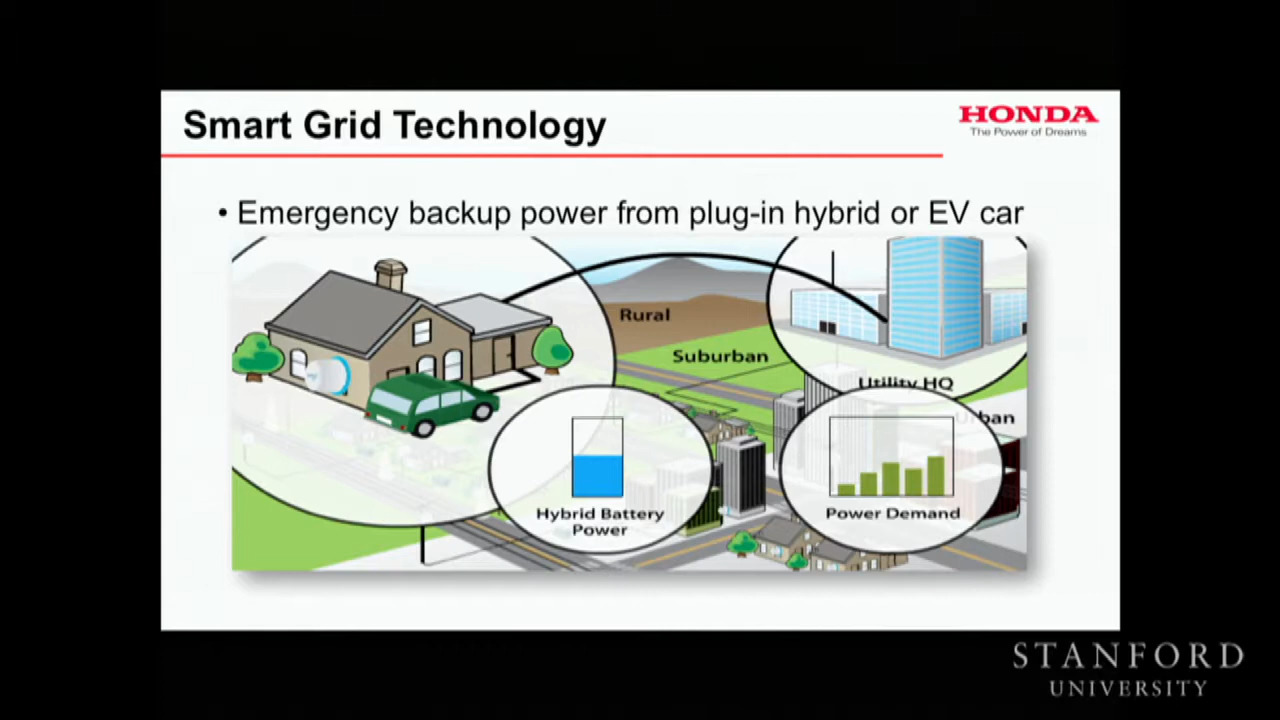 Smart Grid Technology
HONDA
The Power of Dreams
• Emergency backup power from plug-in hybrid or EV car
Rural
Suburban
Utility HQ
Urban
Hybrid Battery
Power
Power Demand
STANFORD
UNIVERSITY